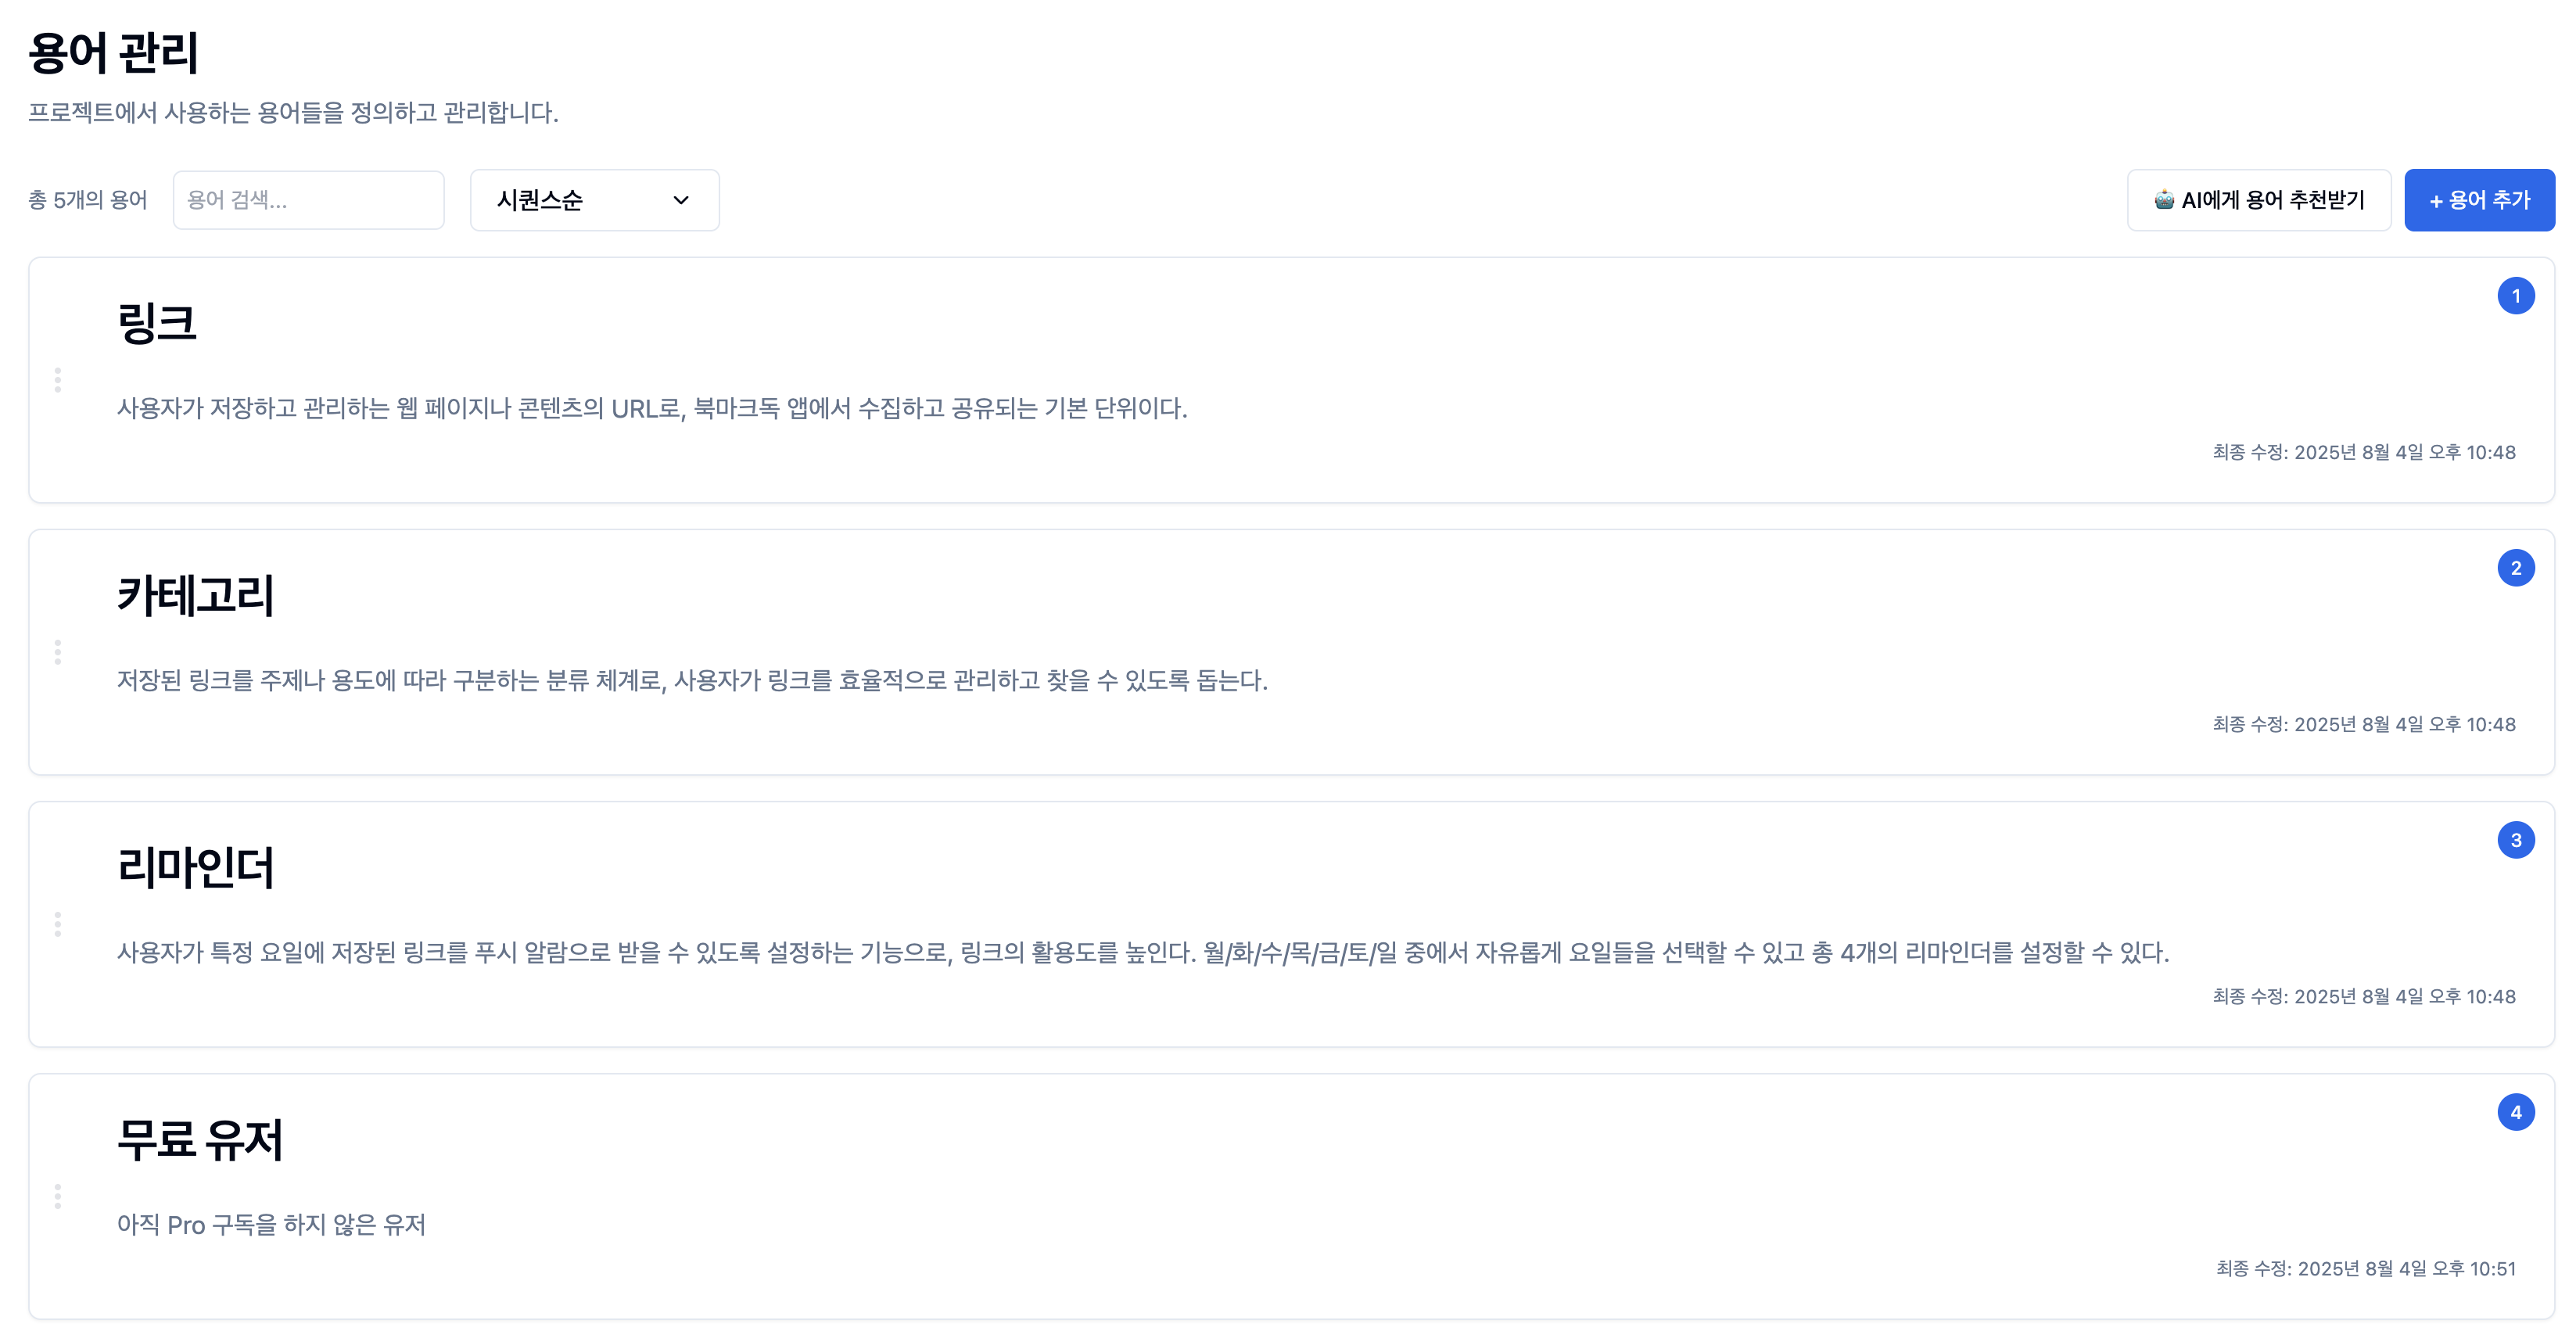 용어 관리
프로젝트에서 사용하는 용어들을 정의하고 관리합니다.
총 5개의 용어
용어 검색...
시퀀스순
🤖 AI에게 용어 추천받기
+ 용어 추가
링크
1
사용자가 저장하고 관리하는 웹 페이지나 콘텐츠의 URL로, 북마크독 앱에서 수집하고 공유되는 기본 단위이다.
최종 수정: 2025년 8월 4일 오후 10:48
카테고리
2
저장된 링크를 주제나 용도에 따라 구분하는 분류 체계로, 사용자가 링크를 효율적으로 관리하고 찾을 수 있도록 돕는다.
최종 수정: 2025년 8월 4일 오후 10:48
리마인더
3
사용자가 특정 요일에 저장된 링크를 푸시 알람으로 받을 수 있도록 설정하는 기능으로, 링크의 활용도를 높인다. 월/화/수/목/금/토/일 중에서 자유롭게 요일들을 선택할 수 있고 총 4개의 리마인더를 설정할 수 있다.
최종 수정: 2025년 8월 4일 오후 10:48
무료 유저
4
아직 Pro 구독을 하지 않은 유저
최종 수정: 2025년 8월 4일 오후 10:51